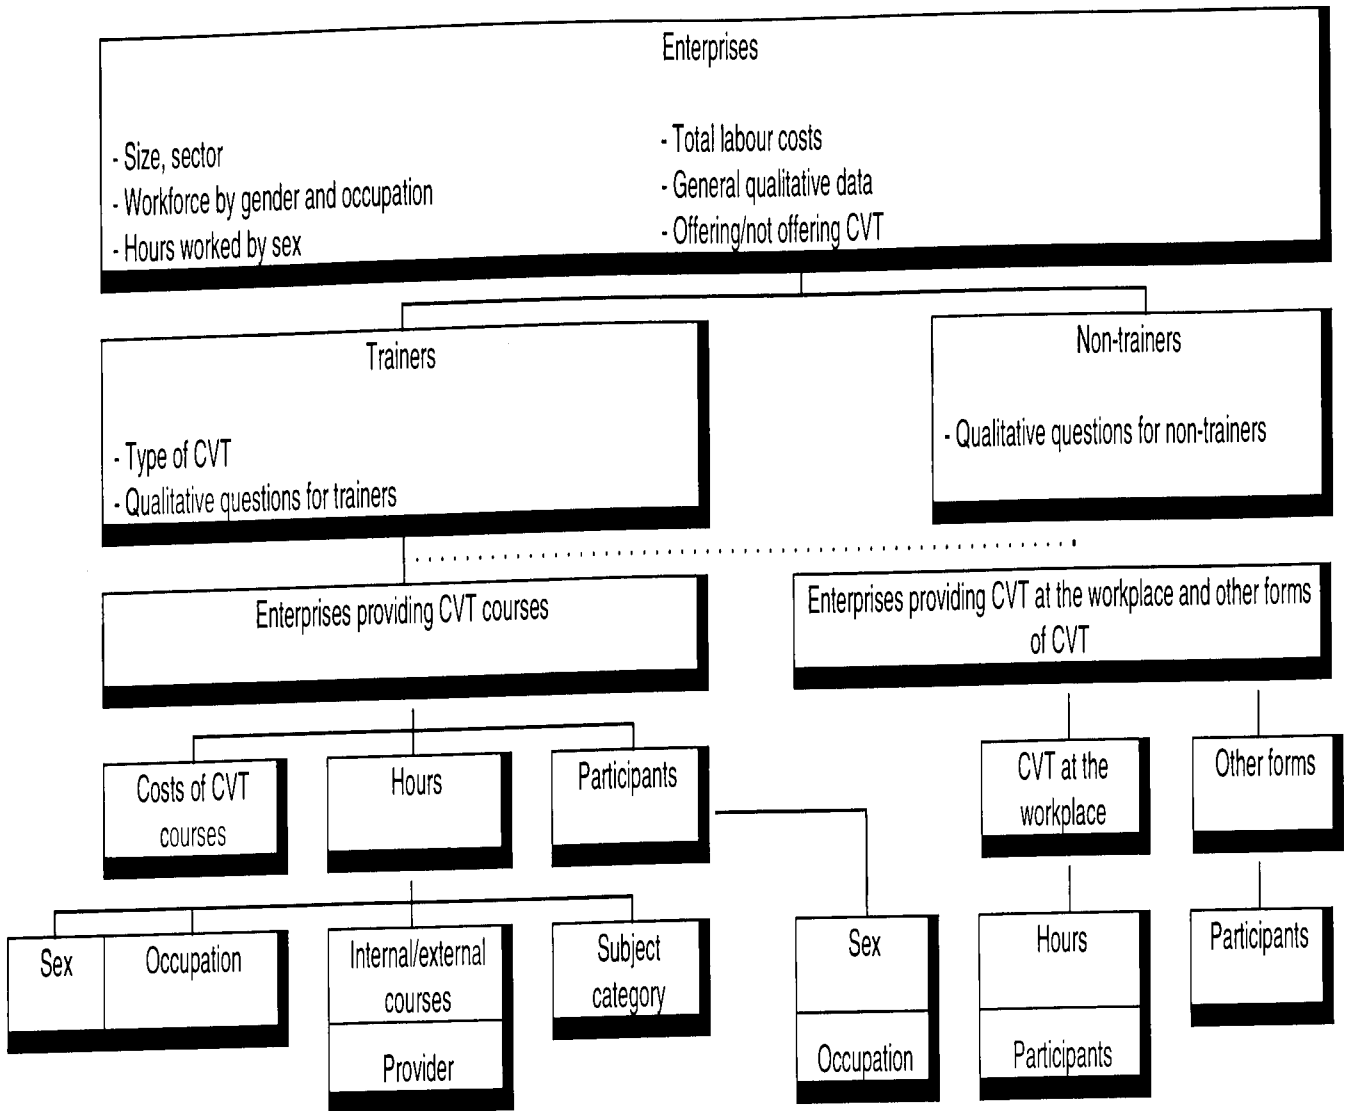 Enterprises
- Size, sector
- Workforce by gender and occupation
- Hours worked by sex
- Total labour costs
- General qualitative data
- Offering/not offering CVT
Trainers
- Type of CVT
- Qualitative questions for trainers
Non-trainers
- Qualitative questions for non-trainers
Enterprises providing CVT courses
Enterprises providing CVT at the workplace and other forms
of CVT
Costs of CVT
courses
Hours
Participants
CVT at the
workplace
Other forms
Sex
Occupation
Internal/external
courses
Provider
Subject
category
Sex
Occupation
Hours
Participants
Participants